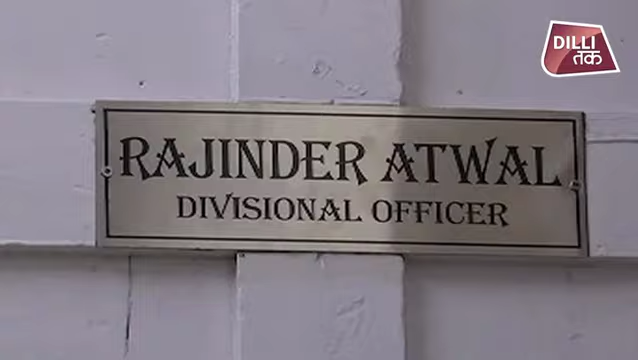 DILLI
तक
RAJINDER ATWAL
DIVISIONAL OFFICER